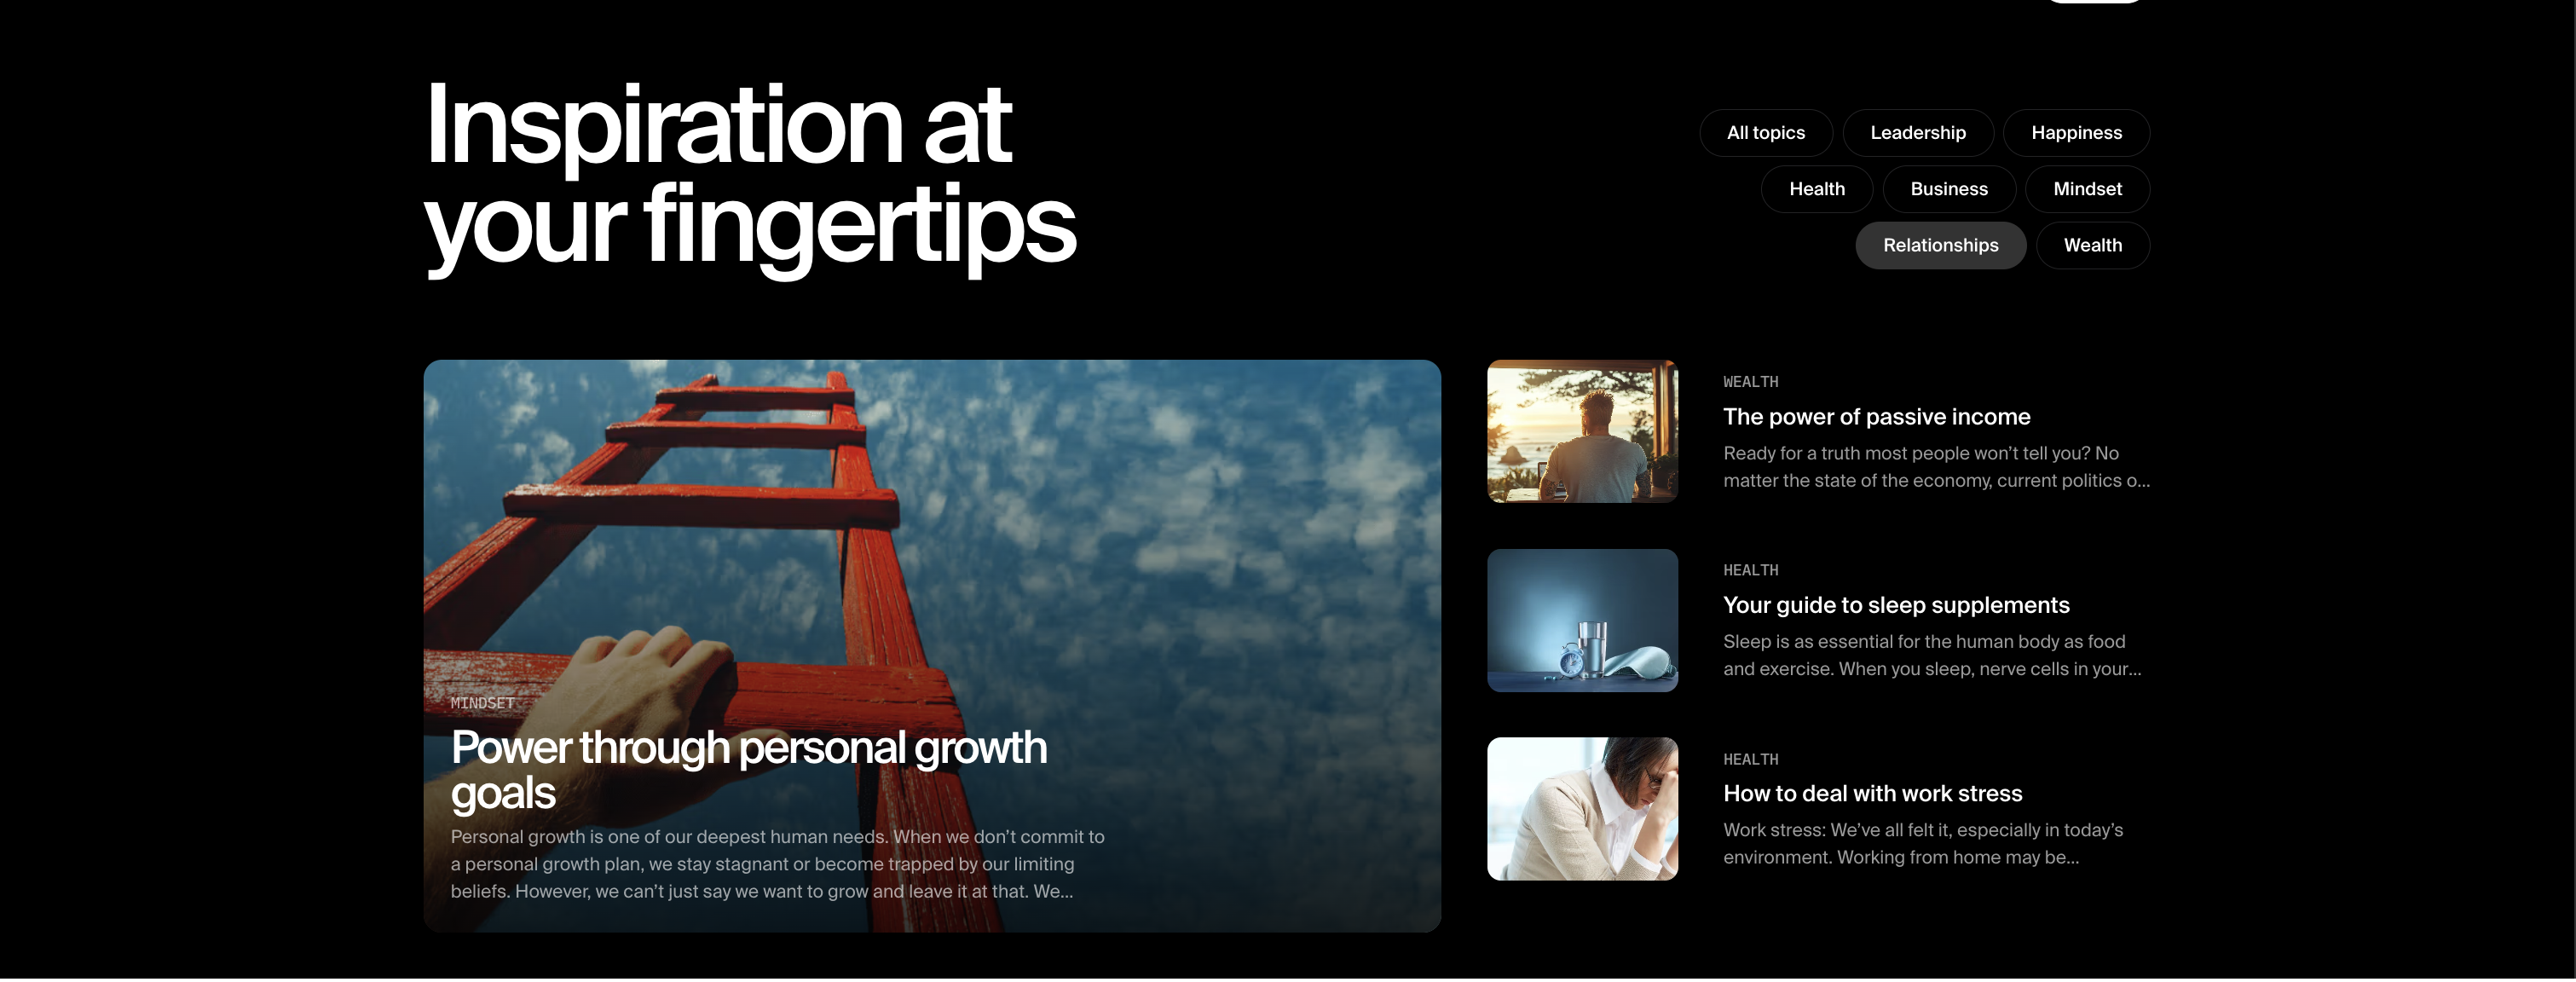 Inspiration at
your fingertips
All topics
Leadership
Happiness
Health
Business
Mindset
Relationships
Wealth
MINDSET
Power through personal growth
goals
Personal growth is one of our deepest human needs. When we don’t commit to
a personal growth plan, we stay stagnant or become trapped by our limiting
beliefs. However, we can’t just say we want to grow and leave it at that. We...
WEALTH
The power of passive income
Ready for a truth most people won’t tell you? No
matter the state of the economy, current politics o...
HEALTH
Your guide to sleep supplements
Sleep is as essential for the human body as food
and exercise. When you sleep, nerve cells in your...
HEALTH
How to deal with work stress
Work stress: We’ve all felt it, especially in today’s
environment. Working from home may be...